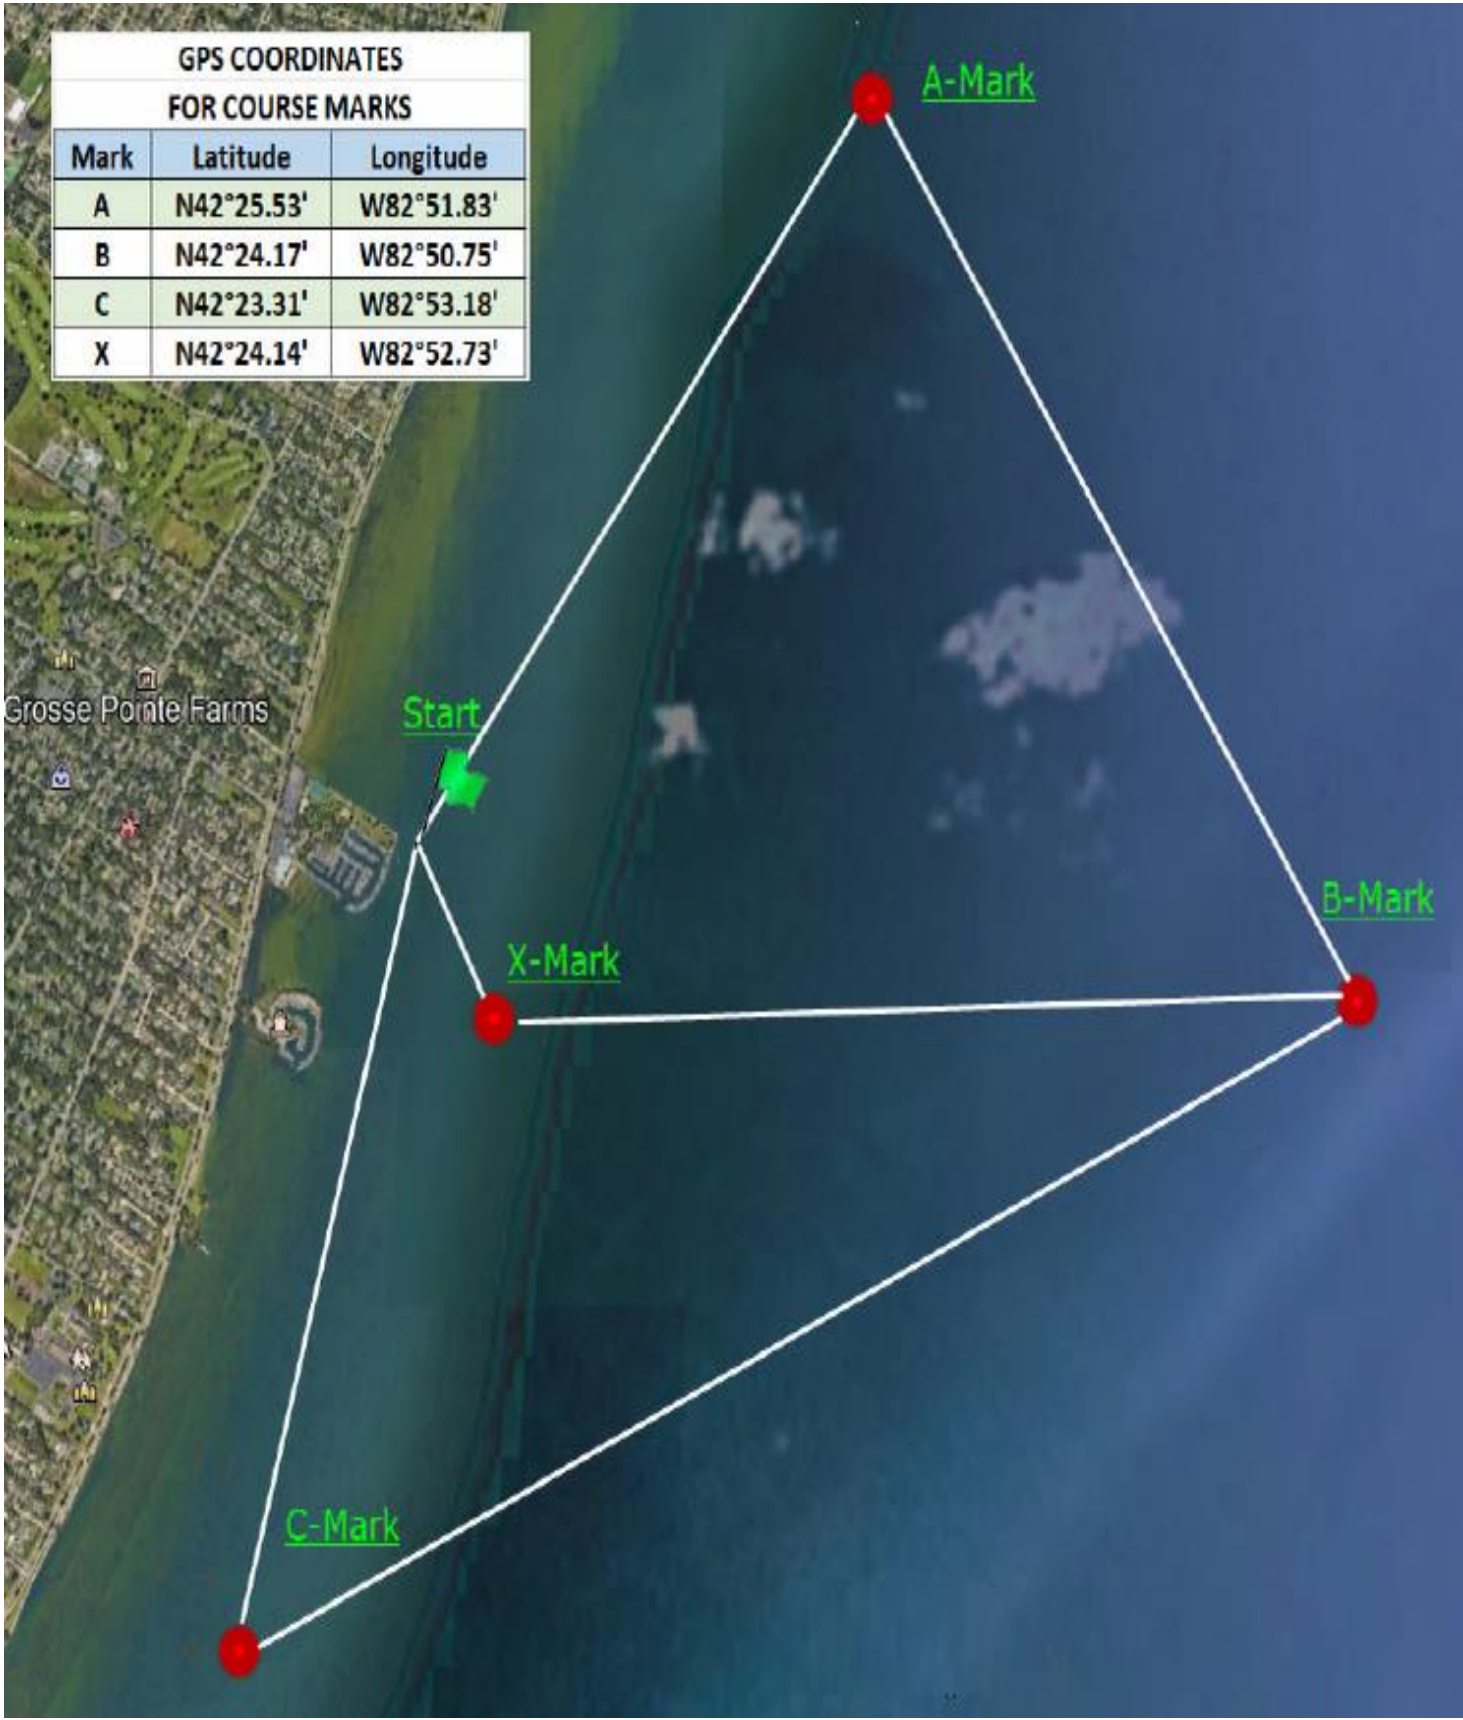 GPS COORDINATES
FOR COURSE MARKS
Mark Latitude Longitude
A N42°25.53' W82°51.83'
B N42°24.17' W82°50.75'
C N42°23.31' W82°53.18'
X N42°24.14' W82°52.73'
A-Mark
Start
Grosse Pointe Farms
B-Mark
X-Mark
C-Mark